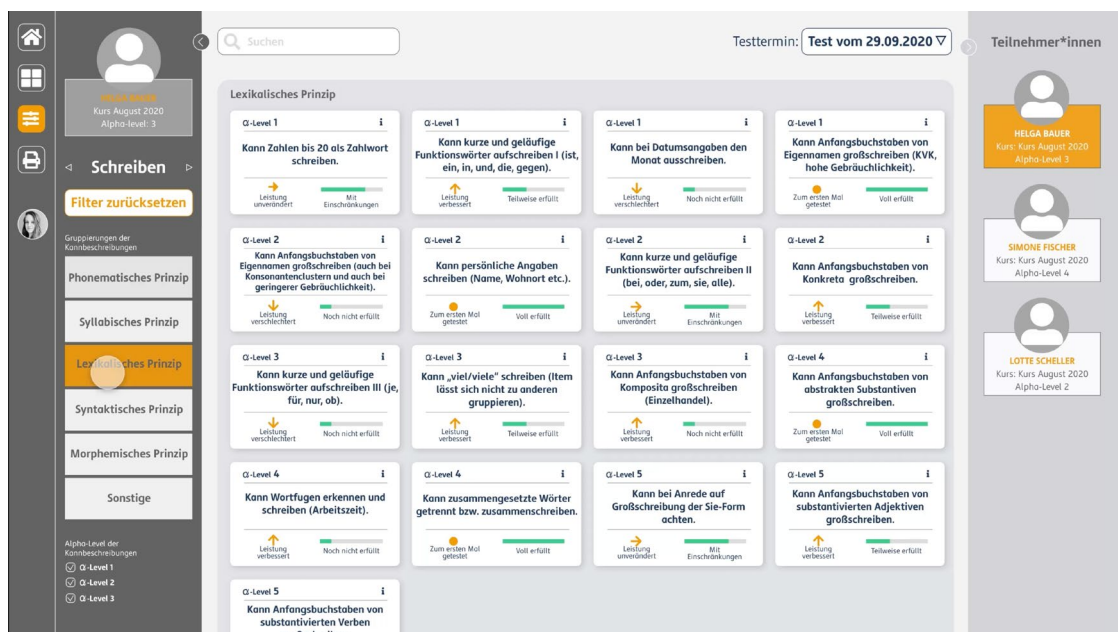 HELGA BAUER
Kurs August 2020
Alpha-level: 3
Schreiben
Filter zurücksetzen
Gruppierungen der
Kannbeschreibungen
Phonematisches Prinzip
Syllabisches Prinzip
Lexikalisches Prinzip
Syntaktisches Prinzip
Morphemisches Prinzip
Sonstige
Alpha-Level der
Kannbeschreibungen
α-Level 1
α-Level 2
α-Level 3
Suchen
Testtermin: Test vom 29.09.2020
Lexikalisches Prinzip
α-Level 1 i
Kann Zahlen bis 20 als Zahlwort
schreiben.
Leistung
unverändert
Mit
Einschränkungen
α-Level 1 i
Kann kurze und geläufige
Funktionswörter aufschreiben I (ist,
ein, in, und, die, gegen).
Leistung
verbessert
Teilweise erfüllt
α-Level 1 i
Kann bei Datumsangaben den
Monat ausschreiben.
Leistung
verschlechtert
Noch nicht erfüllt
α-Level 1 i
Kann Anfangsbuchstaben von
Eigennamen großschreiben (KVK,
hohe Gebräuchlichkeit).
Zum ersten Mal
getestet
Voll erfüllt
α-Level 2 i
Kann Anfangsbuchstaben von
Eigennamen großschreiben (auch bei
Konsonantenclustern und auch bei
geringerer Gebräuchlichkeit).
Leistung
verschlechtert
Noch nicht erfüllt
α-Level 2 i
Kann persönliche Angaben
schreiben (Name, Wohnort etc.).
Zum ersten Mal
getestet
Voll erfüllt
α-Level 2 i
Kann kurze und geläufige
Funktionswörter aufschreiben II
(bei, oder, zum, sie, alle).
Leistung
unverändert
Mit
Einschränkungen
α-Level 2 i
Kann Anfangsbuchstaben von
Konkreta großschreiben.
Leistung
verbessert
Teilweise erfüllt
α-Level 3 i
Kann kurze und geläufige
Funktionswörter aufschreiben III (je,
für, nur, ob).
Leistung
verschlechtert
Noch nicht erfüllt
α-Level 3 i
Kann „viel/viele“ schreiben (Item
lässt sich nicht zu anderen
gruppieren).
Leistung
verbessert
Teilweise erfüllt
α-Level 3 i
Kann Anfangsbuchstaben von
Komposita großschreiben
(Einzelhandel).
Leistung
verbessert
Noch nicht erfüllt
α-Level 4 i
Kann Anfangsbuchstaben von
abstrakten Substantiven
großschreiben.
Zum ersten Mal
getestet
Voll erfüllt
α-Level 4 i
Kann Wortfugen erkennen und
schreiben (Arbeitszeit).
Leistung
verbessert
Noch nicht erfüllt
α-Level 4 i
Kann zusammengesetzte Wörter
getrennt bzw. zusammenschreiben.
Zum ersten Mal
getestet
Voll erfüllt
α-Level 5 i
Kann bei Anrede auf
Großschreibung der Sie-Form
achten.
Leistung
unverändert
Mit
Einschränkungen
α-Level 5 i
Kann Anfangsbuchstaben von
substantivierten Adjektiven
großschreiben.
Leistung
verbessert
Teilweise erfüllt
α-Level 5 i
Kann Anfangsbuchstaben von
substantivierten Verben
Teilnehmer*innen
HELGA BAUER
Kurs: Kurs August 2020
Alpha-Level 3
SIMONE FISCHER
Kurs: Kurs August 2020
Alpha-Level 4
LOTTE SCHELLER
Kurs: Kurs August 2020
Alpha-Level 2